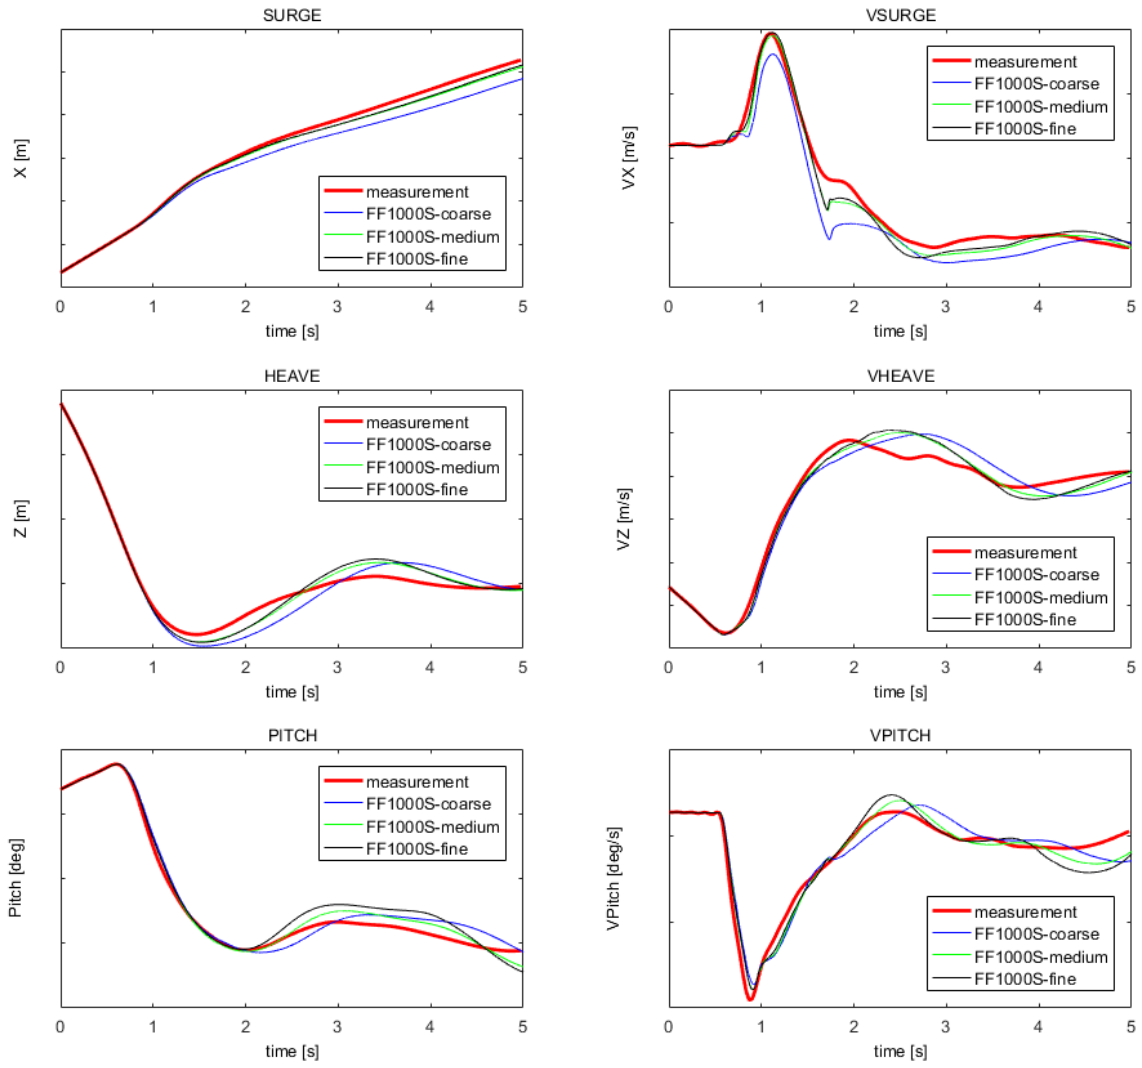 SURGE
X [m]
measurement
FF1000S-coarse
FF1000S-medium
FF1000S-fine
0 1 2 3 4 5
time [s]
VSURGE
VX [m/s]
measurement
FF1000S-coarse
FF1000S-medium
FF1000S-fine
0 1 2 3 4 5
time [s]
HEAVE
Z [m]
measurement
FF1000S-coarse
FF1000S-medium
FF1000S-fine
0 1 2 3 4 5
time [s]
VHEAVE
VZ [m/s]
measurement
FF1000S-coarse
FF1000S-medium
FF1000S-fine
0 1 2 3 4 5
time [s]
PITCH
Pitch [deg]
measurement
FF1000S-coarse
FF1000S-medium
FF1000S-fine
0 1 2 3 4 5
time [s]
VPITCH
VPitch [deg/s]
measurement
FF1000S-coarse
FF1000S-medium
FF1000S-fine
0 1 2 3 4 5
time [s]